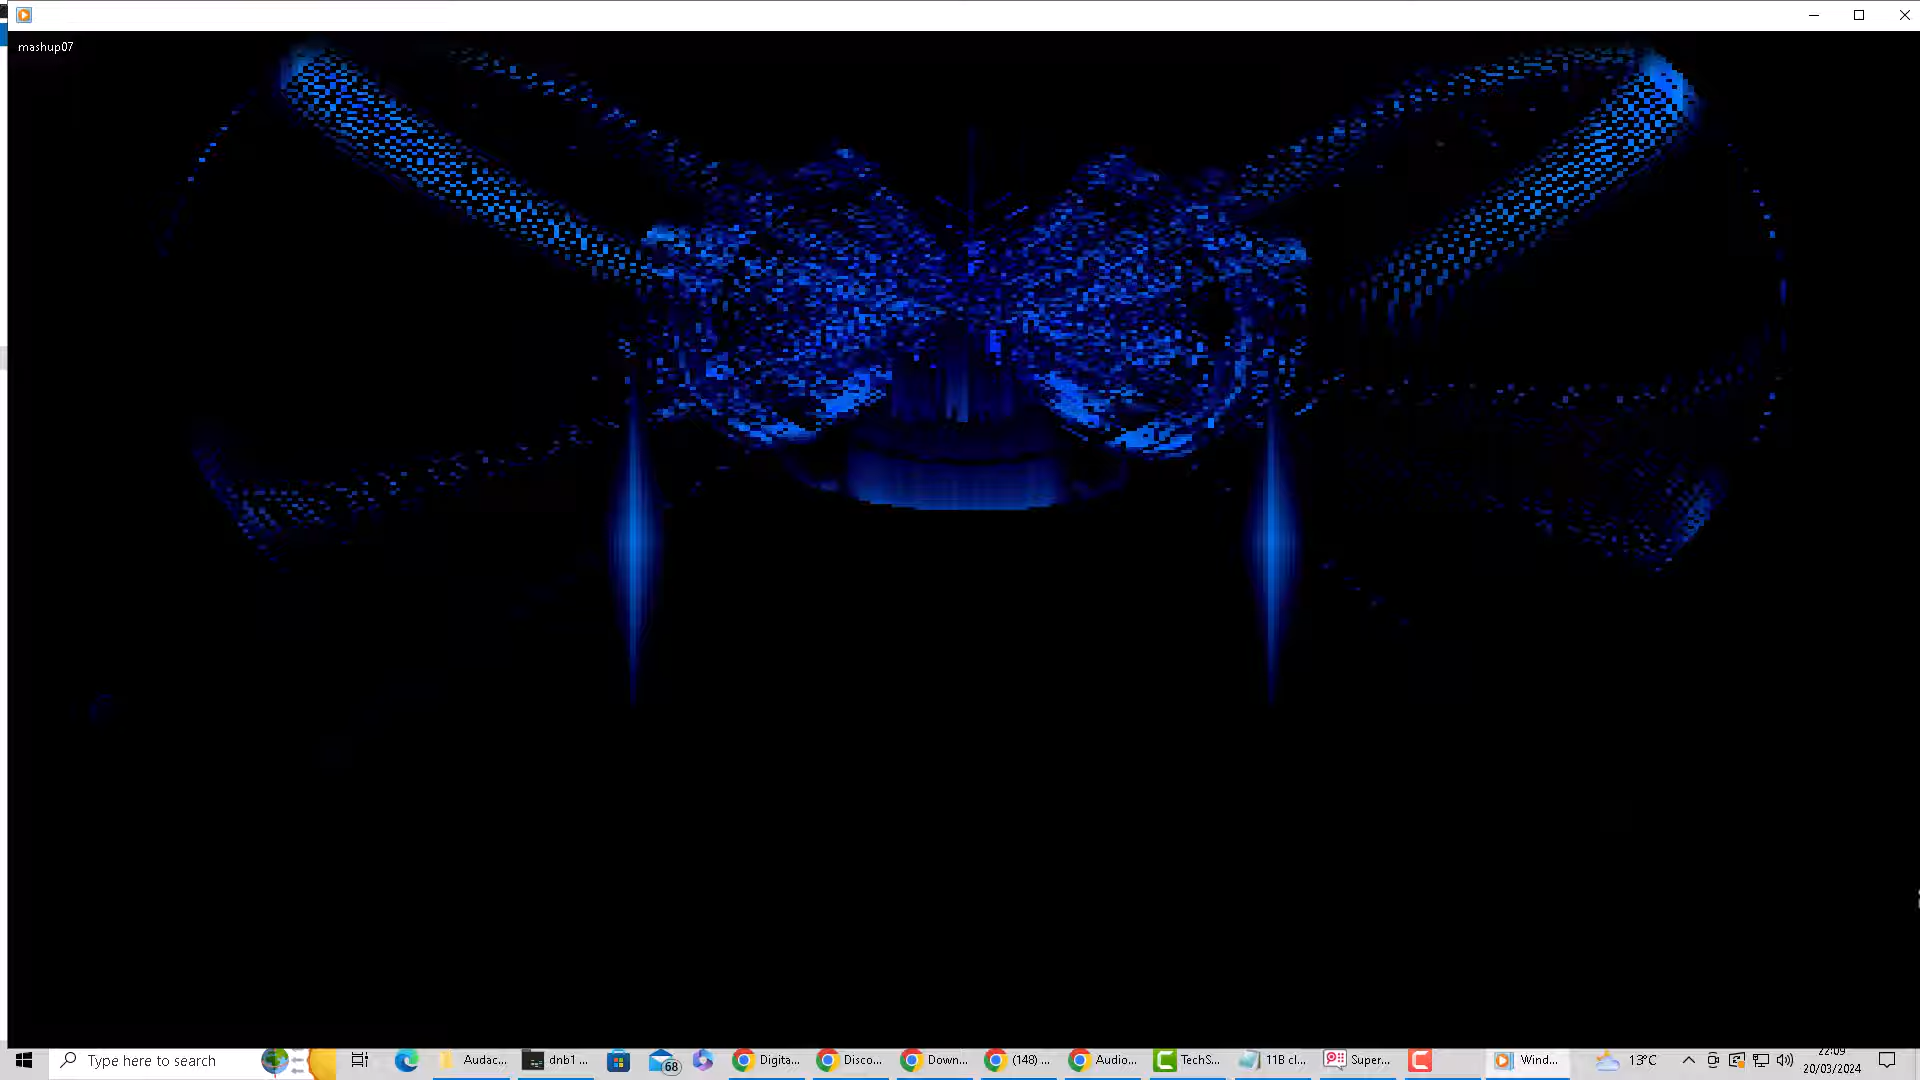 mashup07
Type here to search
Audac...
dnb1 ...
68
Digita...
Disco...
Down...
(148) ...
Audio...
TechS...
11B cl...
Super...
Wind...
13°C
22:09
20/03/2024